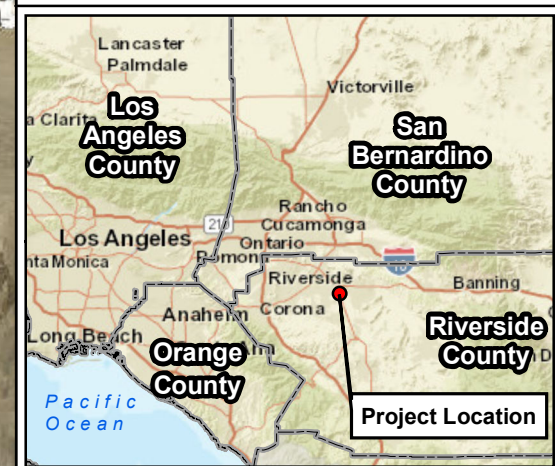 Lancaster
Palmdale
Victorville
a Clarita
Los
Angeles
County
San
Bernardino
County
Rancho
Cucamonga
210
Los Angeles
Ontario
Pomona
nta Monica
10
Riverside
Banning
Anaheim
Corona
Long Beach
Riverside
County
Orange
County
Pacific
Ocean
Project Location